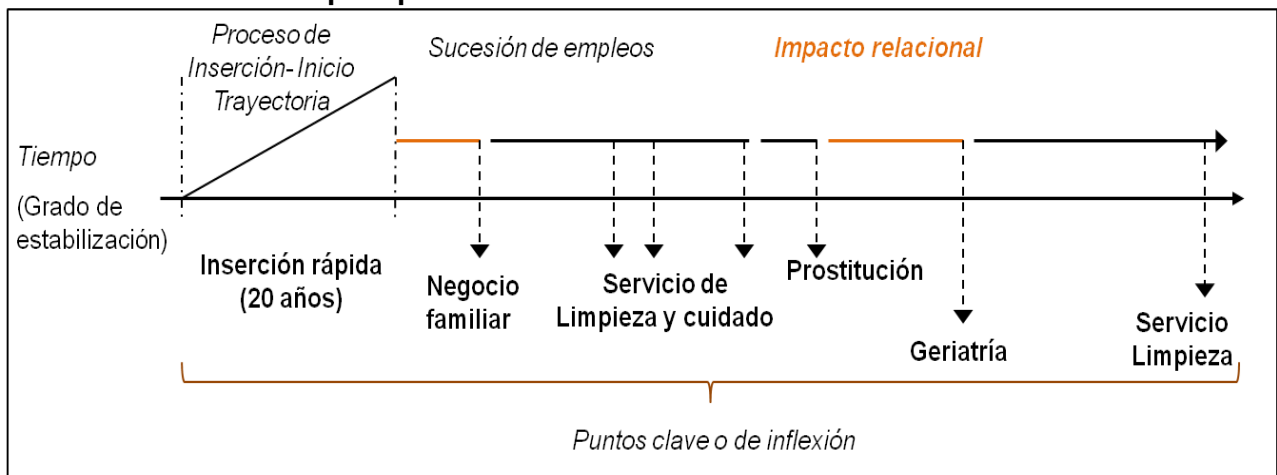 Proceso de
Inserción-Inicio
Trayectoria
Sucesión de empleos
Impacto relacional
Tiempo
(Grado de
estabilización)
Inserción rápida
(20 años)
Negocio
familiar
Servicio de
Limpieza y cuidado
Prostitución
Geriatría
Servicio
Limpieza
Puntos clave o de inflexión